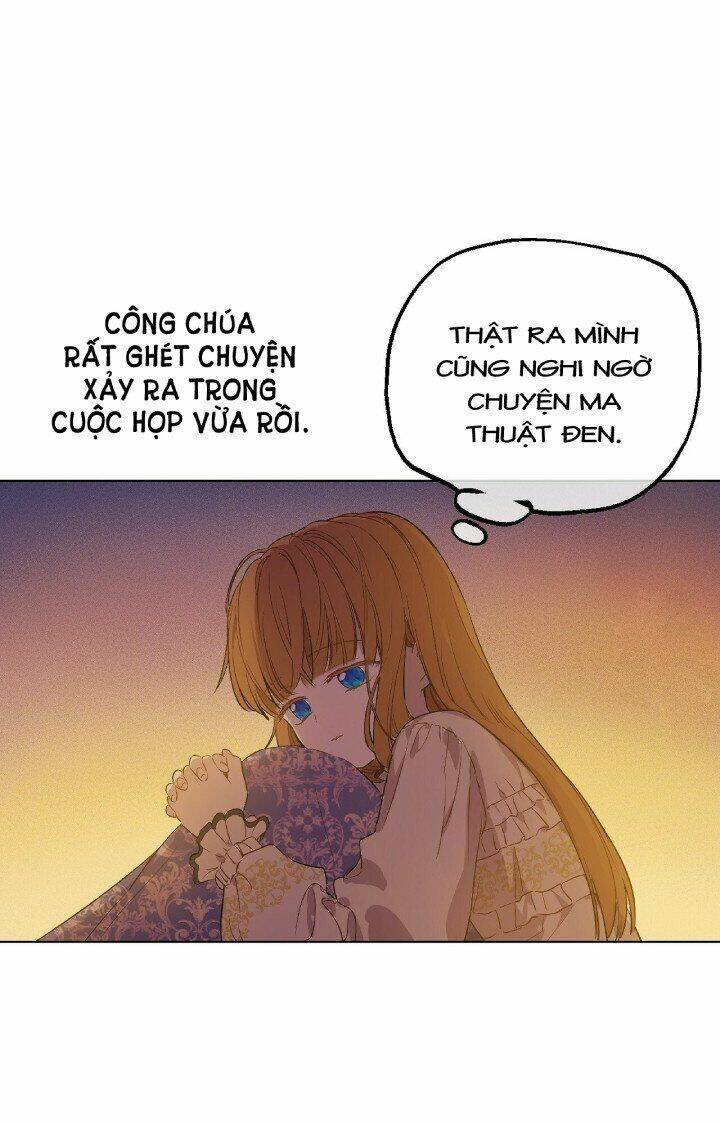 CÔNG CHÚA
RẤT GHÉT CHUYỆN
XẢY RA TRONG
CUỘC HỌP VỪA RỒI.
THẬT RA MÌNH
CŨNG NGHI NGỜ
CHUYỆN MA
THUẬT ĐEN.